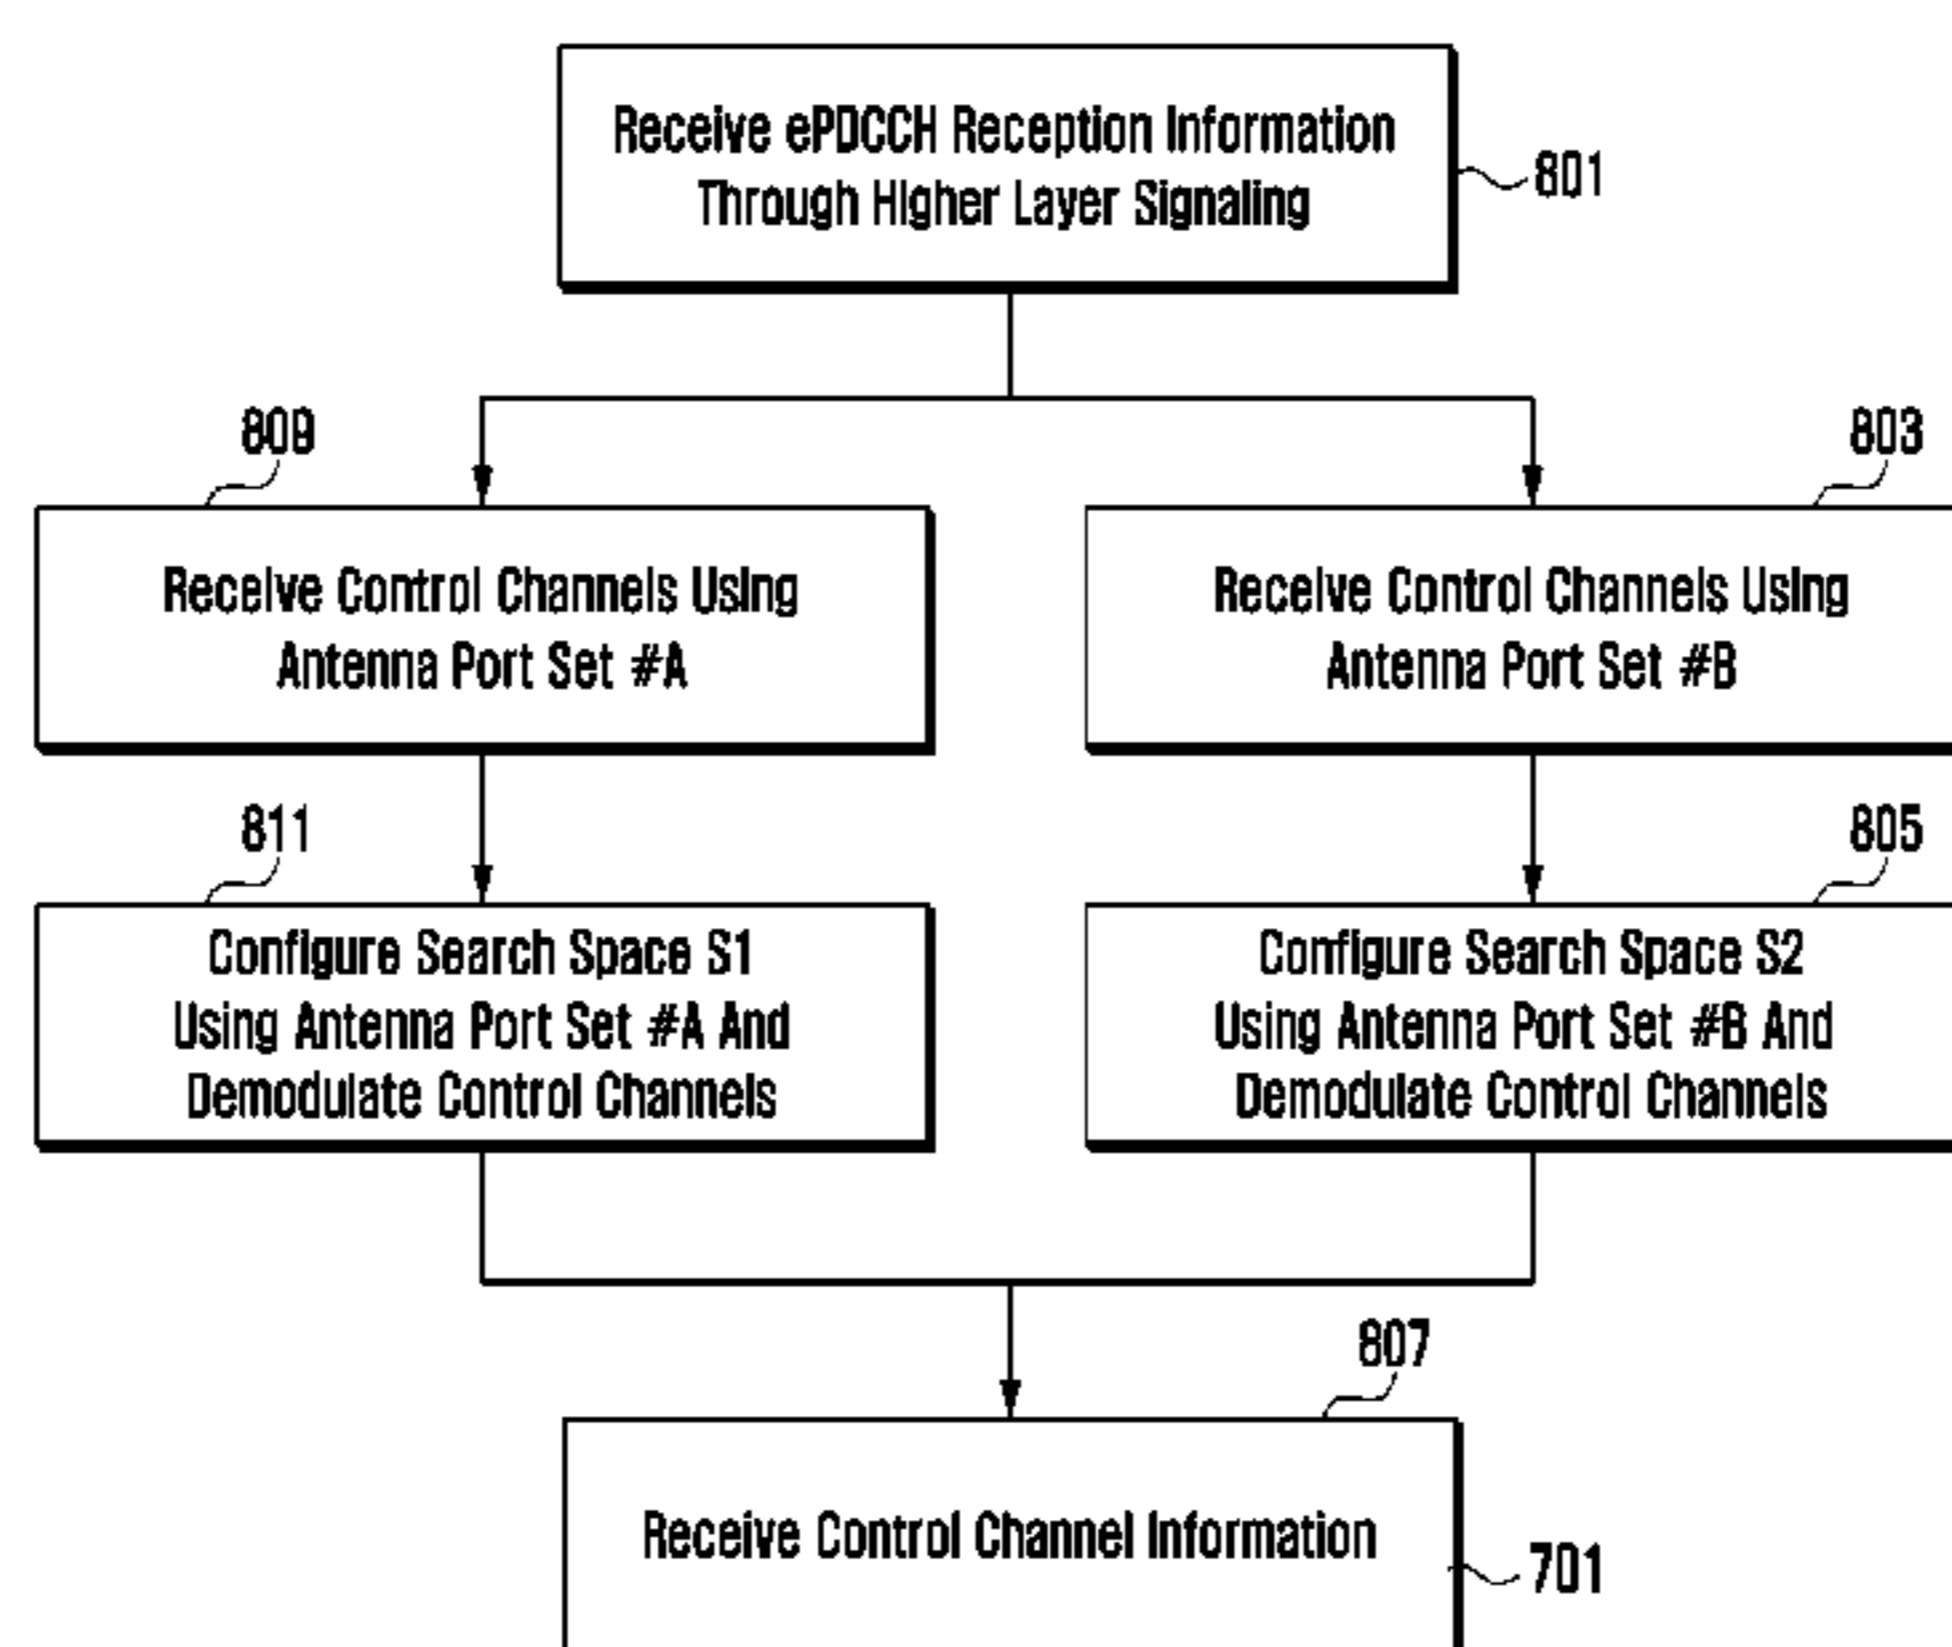 Receive ePDCCH Reception Information
Through Higher Layer Signaling
801
809
803
Receive Control Channels Using
Antenna Port Set #A
Receive Control Channels Using
Antenna Port Set #B
811
805
Configure Search Space S1
Using Antenna Port Set #A And
Demodulate Control Channels
Configure Search Space S2
Using Antenna Port Set #B And
Demodulate Control Channels
807
Receive Control Channel Information
701